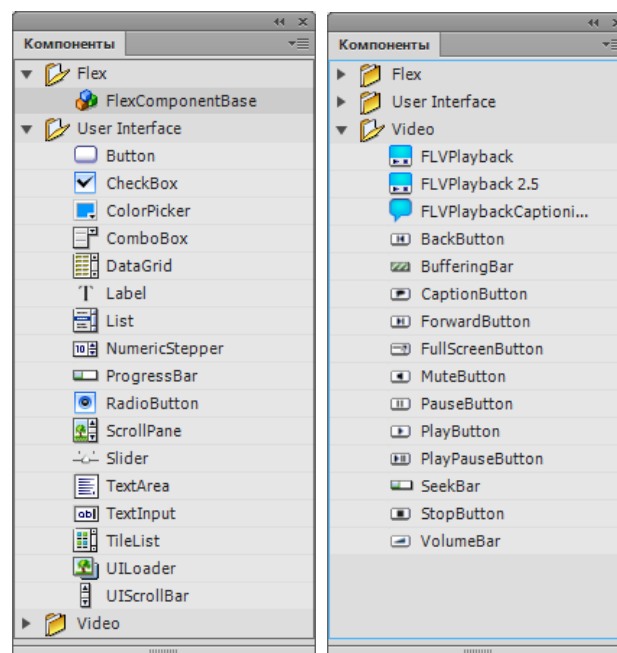 Компоненты
Flex
FlexComponentBase
User Interface
Button
CheckBox
ColorPicker
ComboBox
DataGrid
Label
List
NumericStepper
ProgressBar
RadioButton
ScrollPane
Slider
TextArea
TextInput
TileList
UILoader
UIScrollBar
Video
Компоненты
Flex
User Interface
Video
FLVPlayback
FLVPlayback 2.5
FLVPlaybackCaptioni...
BackButton
BufferingBar
CaptionButton
ForwardButton
FullScreenButton
MuteButton
PauseButton
PlayButton
PlayPauseButton
SeekBar
StopButton
VolumeBar